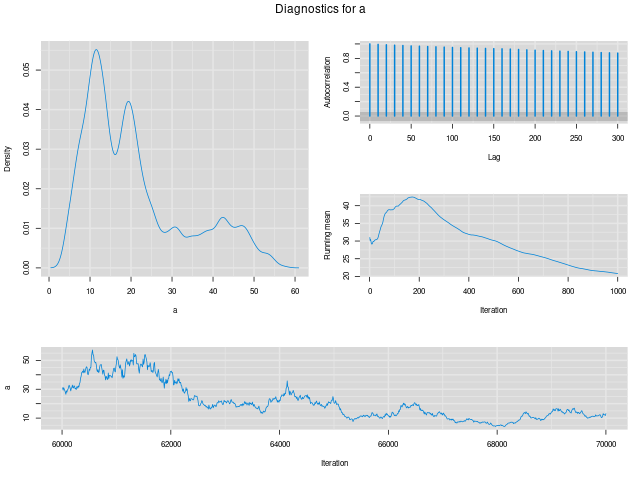 Diagnostics for a
Density
0.00 0.01 0.02 0.03 0.04 0.05
0 10 20 30 40 50 60
a
Autocorrelation
0.0 0.4 0.8
0 50 100 150 200 250 300
Lag
Running mean
20 25 30 35 40
0 200 400 600 800 1000
Iteration
a
10 30 50
60000 62000 64000 66000 68000 70000
Iteration